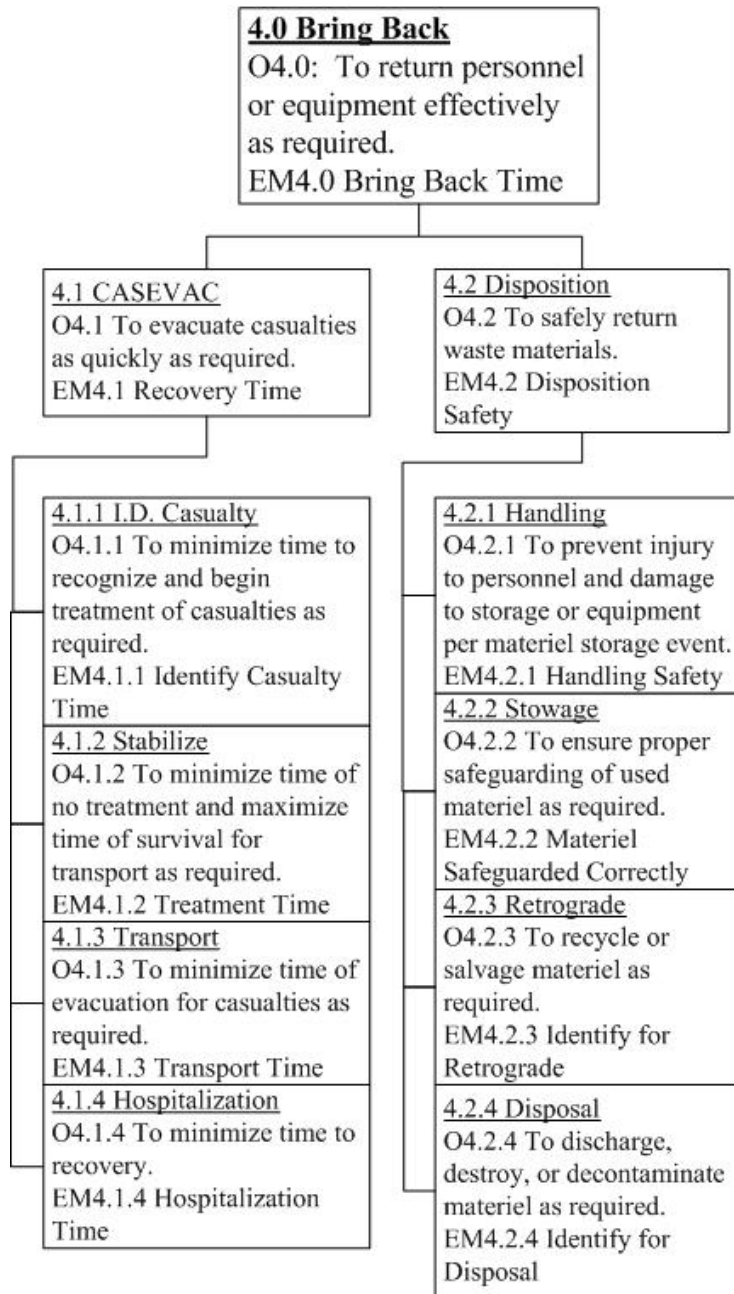 4.0 Bring Back
O4.0:  To return personnel
or equipment effectively
as required.
EM4.0 Bring Back Time
4.1 CASEVAC
O4.1 To evacuate casualties
as quickly as required.
EM4.1 Recovery Time
4.1.1 I.D. Casualty
O4.1.1 To minimize time to
recognize and begin
treatment of casualties as
required.
EM4.1.1 Identify Casualty
Time
4.1.2 Stabilize
O4.1.2 To minimize time of
no treatment and maximize
time of survival for
transport as required.
EM4.1.2 Treatment Time
4.1.3 Transport
O4.1.3 To minimize time of
evacuation for casualties as
required.
EM4.1.3 Transport Time
4.1.4 Hospitalization
O4.1.4 To minimize time to
recovery.
EM4.1.4 Hospitalization
Time
4.2 Disposition
O4.2 To safely return
waste materials.
EM4.2 Disposition
Safety
4.2.1 Handling
O4.2.1 To prevent injury
to personnel and damage
to storage or equipment
per materiel storage event.
EM4.2.1 Handling Safety
4.2.2 Stowage
O4.2.2 To ensure proper
safeguarding of used
materiel as required.
EM4.2.2 Materiel
Safeguarded Correctly
4.2.3 Retrograde
O4.2.3 To recycle or
salvage materiel as
required.
EM4.2.3 Identify for
Retrograde
4.2.4 Disposal
O4.2.4 To discharge,
destroy, or decontaminate
materiel as required.
EM4.2.4 Identify for
Disposal